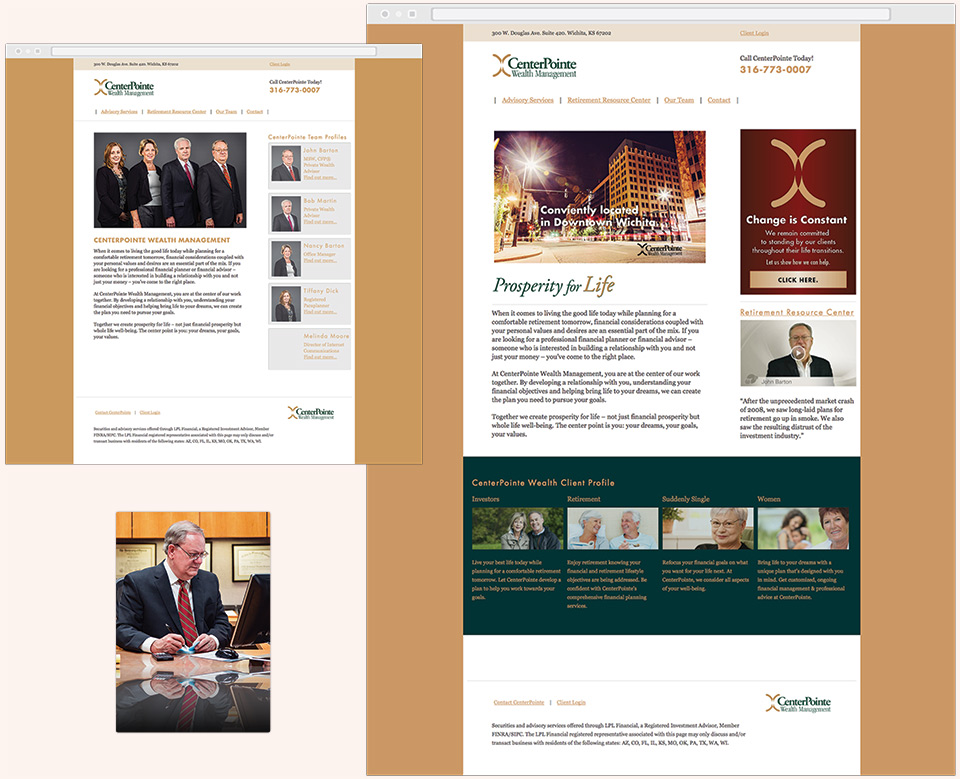 300 W. Douglas Ave. Suite 420. Wichita, KS 67202
Client Login
CenterPointe
Wealth Management
Call CenterPointe Today!
316-773-0007
| Advisory Services | Retirement Resource Center | Our Team | Contact |
CENTERPOINTE WEALTH MANAGEMENT
When it comes to living the good life today while planning for a
comfortable retirement tomorrow, financial considerations coupled with
your personal values and desires are an essential part of the mix. If you
are looking for a professional financial planner or financial advisor –
someone who is interested in building a relationship with you and not
just your money – you've come to the right place.
At CenterPointe Wealth Management, you are at the center of our work
together. By developing a relationship with you, understanding your
financial objectives and helping bring life to your dreams, we can create
the plan you need to pursue your goals.
Together we create prosperity for life – not just financial prosperity but
whole life well-being. The center point is you: your dreams, your goals,
your values.
CenterPointe Team Profiles
John Barton
MSW, CFP®
Private Wealth
Advisor
Find out more...
Bob Martin
Private Wealth
Advisor
Find out more...
Nancy Barton
Office Manager
Find out more...
Tiffany Dick
Registered
Paraplanner
Find out more...
Melinda Moore
Director of Internet
Communications
Find out more...
Contact CenterPointe | Client Login
CenterPointe
Wealth Management
Securities and advisory services offered through LPL Financial, a Registered Investment Advisor, Member
FINRA/SIPC. The LPL Financial registered representative associated with this page may only discuss and/or
transact business with residents of the following states: AZ, CO, FL, IL, KS, MO, OK, PA, TX, WA, WI.
300 W. Douglas Ave. Suite 420. Wichita, KS 67202
Client Login
CenterPointe
Wealth Management
Call CenterPointe Today!
316-773-0007
| Advisory Services | Retirement Resource Center | Our Team | Contact |
Conviently located
in Downtown Wichita
CenterPointe
Wealth Management
Prosperity for Life
When it comes to living the good life today while planning for a
comfortable retirement tomorrow, financial considerations coupled with
your personal values and desires are an essential part of the mix. If you
are looking for a professional financial planner or financial advisor –
someone who is interested in building a relationship with you and not
just your money – you've come to the right place.
At CenterPointe Wealth Management, you are at the center of our work
together. By developing a relationship with you, understanding your
financial objectives and helping bring life to your dreams, we can create
the plan you need to pursue your goals.
Together we create prosperity for life – not just financial prosperity but
whole life well-being. The center point is you: your dreams, your goals,
your values.
Change is Constant
We remain committed
to standing by our clients
throughout their life transitions.
Let us show how we can help.
CLICK HERE.
Retirement Resource Center
John Barton
"After the unprecedented market crash
of 2008, we saw long-laid plans for
retirement go up in smoke. We also
saw the resulting distrust of the
investment industry."
CenterPointe Wealth Client Profile
Investors
Live your best life today while
planning for a comfortable retirement
tomorrow. Let CenterPointe develop a
plan to help you work towards your
goals.
Retirement
Enjoy retirement knowing your
financial and retirement lifestyle
objectives are being addressed. Be
confident with CenterPointe's
comprehensive financial planning
services.
Suddenly Single
Refocus your financial goals on what
you want for your life next. At
CenterPointe, we consider all aspects
of your well-being.
Women
Bring life to your dreams with a
unique plan that's designed with you
in mind. Get customized, ongoing
financial management & professional
advice at CenterPointe.
Contact CenterPointe | Client Login
CenterPointe
Wealth Management
Securities and advisory services offered through LPL Financial, a Registered Investment Advisor, Member
FINRA/SIPC. The LPL Financial registered representative associated with this page may only discuss and/or
transact business with residents of the following states: AZ, CO, FL, IL, KS, MO, OK, PA, TX, WA, WI.